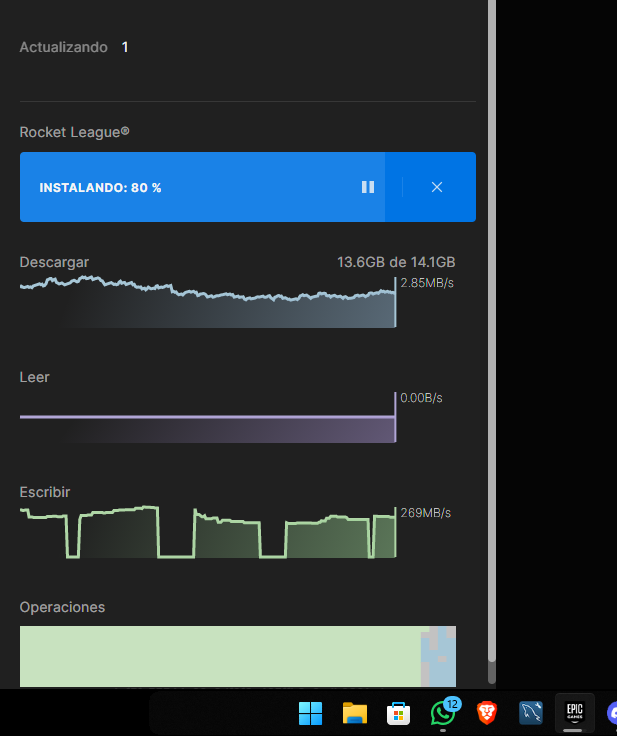 Actualizando 1
Rocket League®
INSTALANDO: 80 %
Descargar 13.6GB de 14.1GB
2.85MB/s
Leer
0.00B/s
Escribir
269MB/s
Operaciones
12
EPIC
GAMES